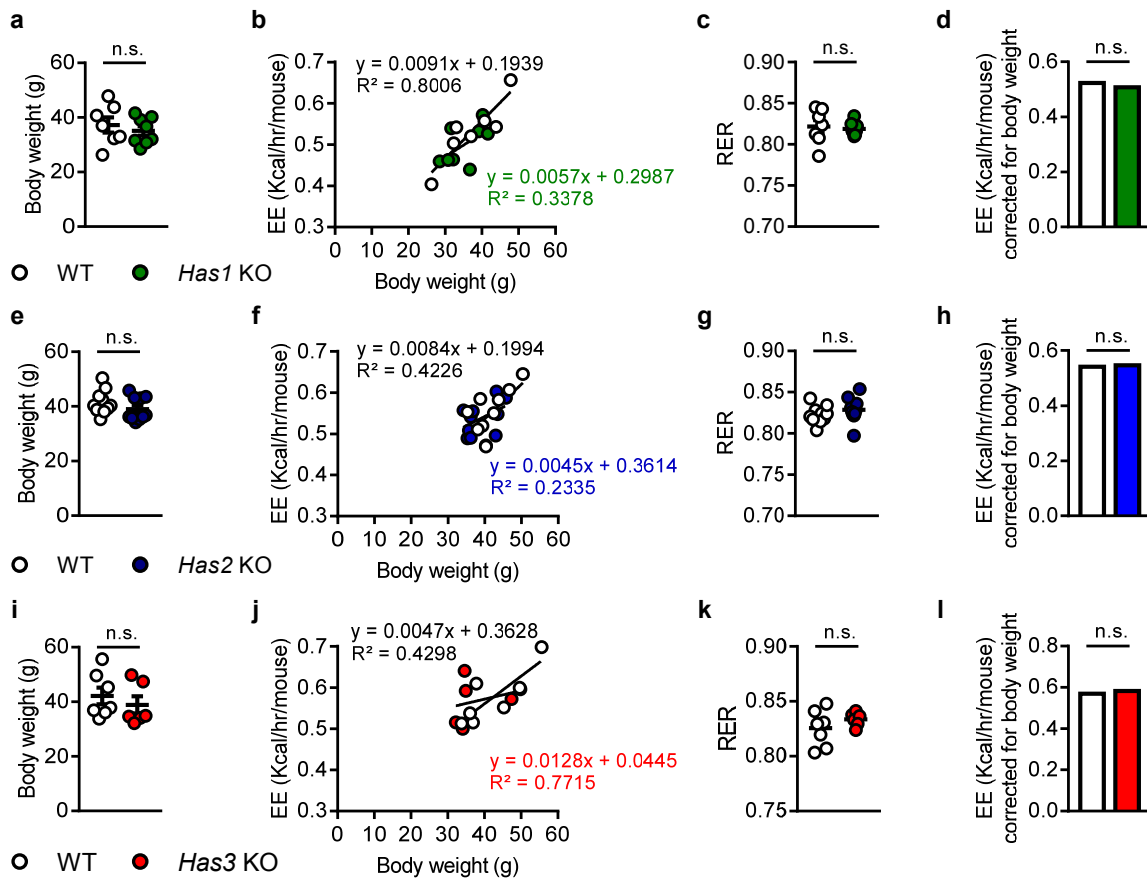 a
n.s.
Body weight (g)
60
40
20
0
b
y = 0.0091x + 0.1939
R² = 0.8006
EE (Kcal/hr/mouse)
0.7
0.6
0.5
0.4
0.3
y = 0.0057x + 0.2987
R² = 0.3378
0 10 20 30 40 50 60
Body weight (g)
c
n.s.
RER
0.90
0.85
0.80
0.75
0.70
d
n.s.
EE (Kcal/hr/mouse)
corrected for body weight
0.6
0.4
0.2
0.0
WT Has1 KO
e
n.s.
Body weight (g)
60
40
20
0
f
y = 0.0084x + 0.1994
R² = 0.4226
EE (Kcal/hr/mouse)
0.7
0.6
0.5
0.4
0.3
y = 0.0045x + 0.3614
R² = 0.2335
0 10 20 30 40 50 60
Body weight (g)
g
n.s.
RER
0.90
0.85
0.80
0.75
0.70
h
n.s.
EE (Kcal/hr/mouse)
corrected for body weight
0.6
0.4
0.2
0.0
WT Has2 KO
i
n.s.
Body weight (g)
60
40
20
0
j
y = 0.0047x + 0.3628
R² = 0.4298
EE (Kcal/hr/mouse)
0.7
0.6
0.5
0.4
0.3
y = 0.0128x + 0.0445
R² = 0.7715
0 10 20 30 40 50 60
Body weight (g)
k
n.s.
RER
0.90
0.85
0.80
0.75
l
n.s.
EE (Kcal/hr/mouse)
corrected for body weight
0.8
0.6
0.4
0.2
0.0
WT Has3 KO